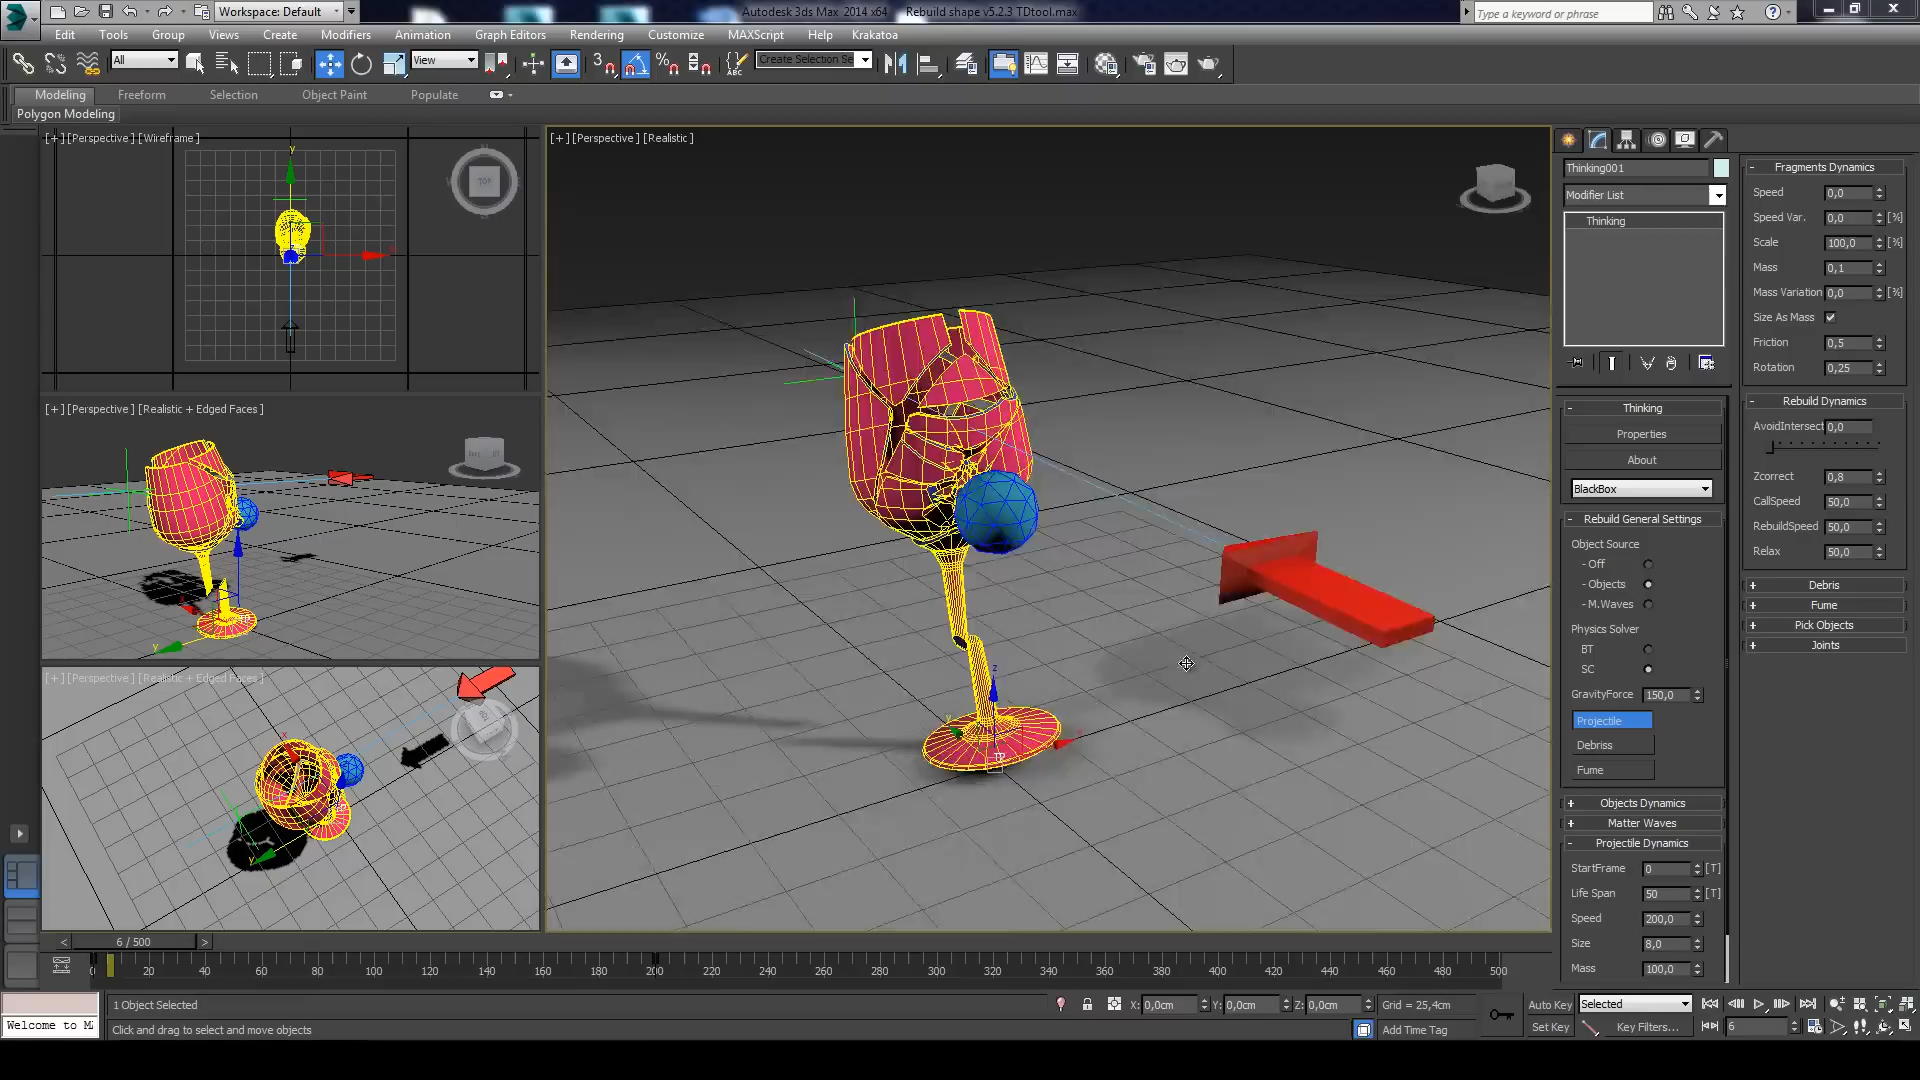 Workspace: Default
Autodesk 3ds Max 2014 x64 Rebuild shape v5.2.3 TDtool.max
Type a keyword or phrase
Edit Tools Group Views Create Modifiers Animation Graph Editors Rendering Customize MAXScript Help Krakatoa
All
View
3
Create Selection Se
Modeling Freeform Selection Object Paint Populate
Polygon Modeling
[+] [Perspective] [Wireframe]
TOP
[+] [Perspective] [Realistic]
[+] [Perspective] [Realistic + Edged Faces]
[+] [Perspective] [Realistic + Edged Faces]
Thinking001
Modifier List
Thinking
Thinking
Properties
About
BlackBox
Rebuild General Settings
Object Source
- Off
- Objects
- M.Waves
Physics Solver
BT
SC
GravityForce 150,0
Projectile
Debriss
Fume
Objects Dynamics
Matter Waves
Projectile Dynamics
StartFrame 0 [T]
Life Span 50 [T]
Speed 200,0
Size 8,0
Mass 100,0
Fragments Dynamics
Speed 0,0
Speed Var. 0,0 [%]
Scale 100,0 [%]
Mass 0,1
Mass Variation 0,0 [%]
Size As Mass
Friction 0,5
Rotation 0,25
Rebuild Dynamics
AvoidIntersect 0,0
Zcorrect 0,8
CallSpeed 50,0
RebuildSpeed 50,0
Relax 50,0
Debris
Fume
Pick Objects
Joints
< 6 / 500 >
0 20 40 60 80 100 120 140 160 180 200 220 240 260 280 300 320 340 360 380 400 420 440 460 480 500
1 Object Selected
X: 0,0cm Y: 0,0cm Z: 0,0cm Grid = 25,4cm
Auto Key Selected
Welcome to M
Click and drag to select and move objects
Add Time Tag
Set Key Key Filters... 6